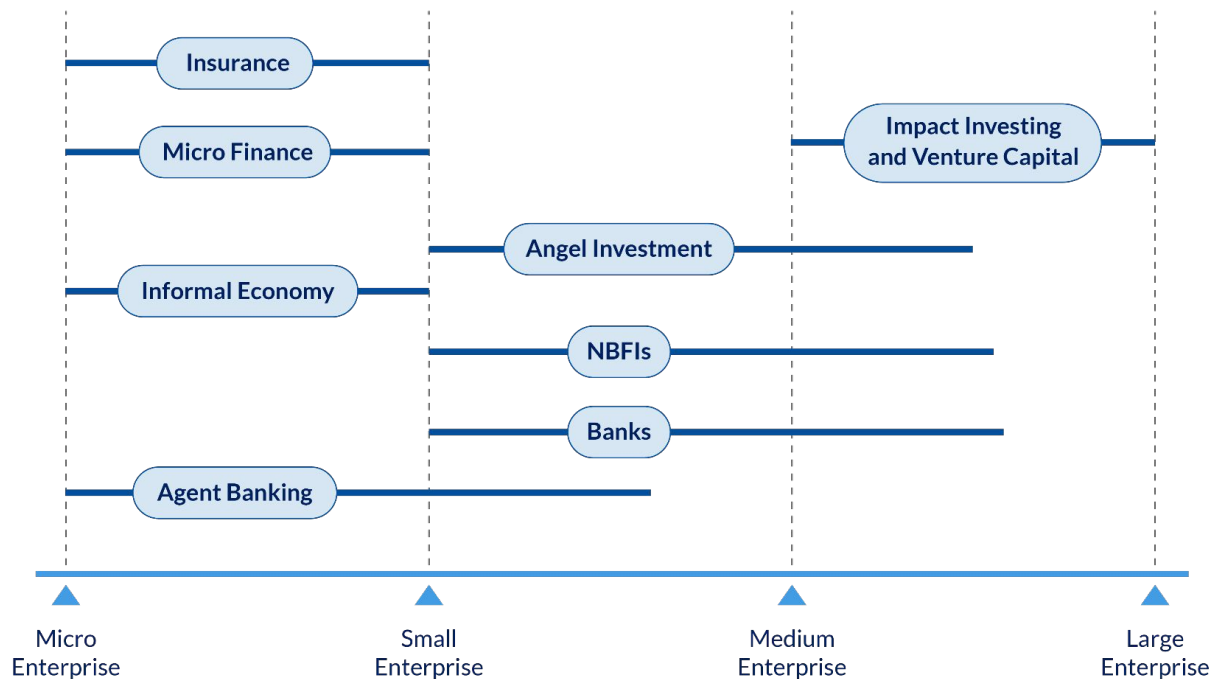 Insurance
Micro Finance
Impact Investing
and Venture Capital
Angel Investment
Informal Economy
NBFIs
Banks
Agent Banking
Micro
Enterprise
Small
Enterprise
Medium
Enterprise
Large
Enterprise